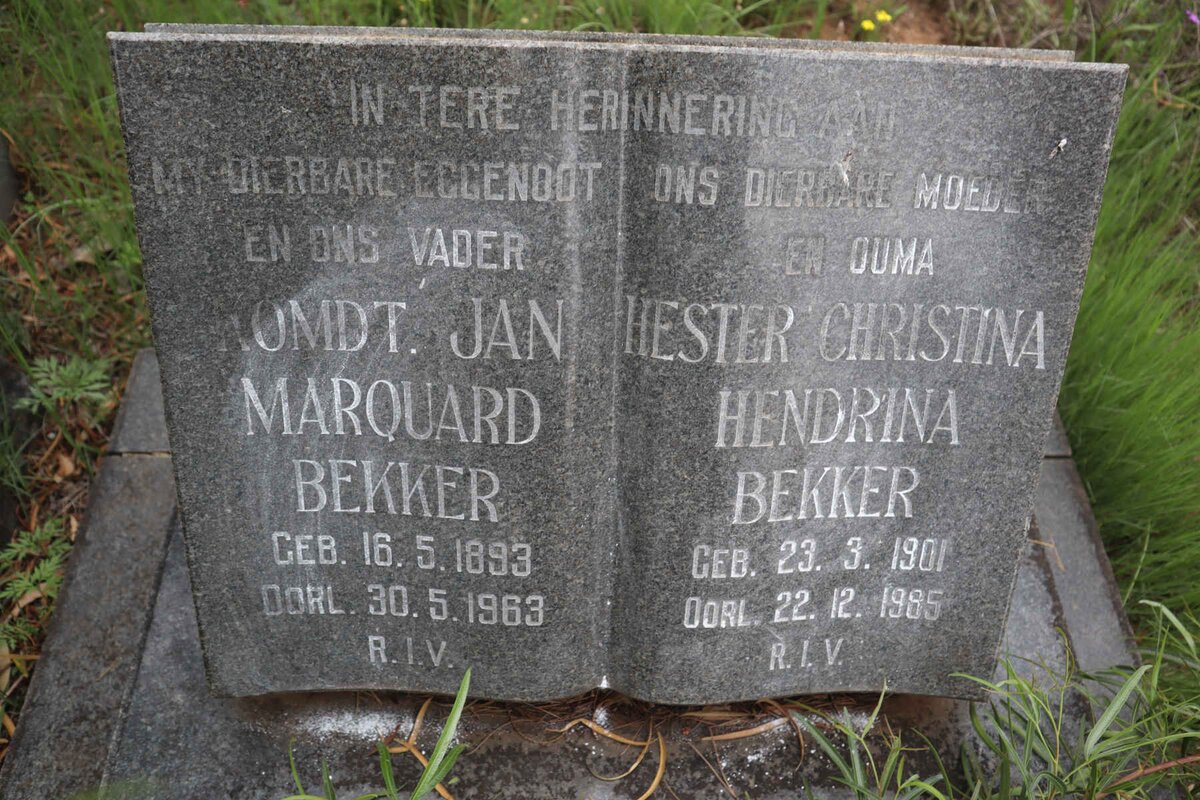 IN TERE HERINNERING AAN
MY DIERBARE EGGENOOT
EN ONS VADER
KOMDT. JAN
MARQUARD
BEKKER
GEB. 16.5.1893
OORL. 30.5.1963
R.I.V.
ONS DIERBARE MOEDER
EN OUMA
HESTER CHRISTINA
HENDRINA
BEKKER
GEB. 23.3.1901
OORL. 22.12.1985
R.I.V.